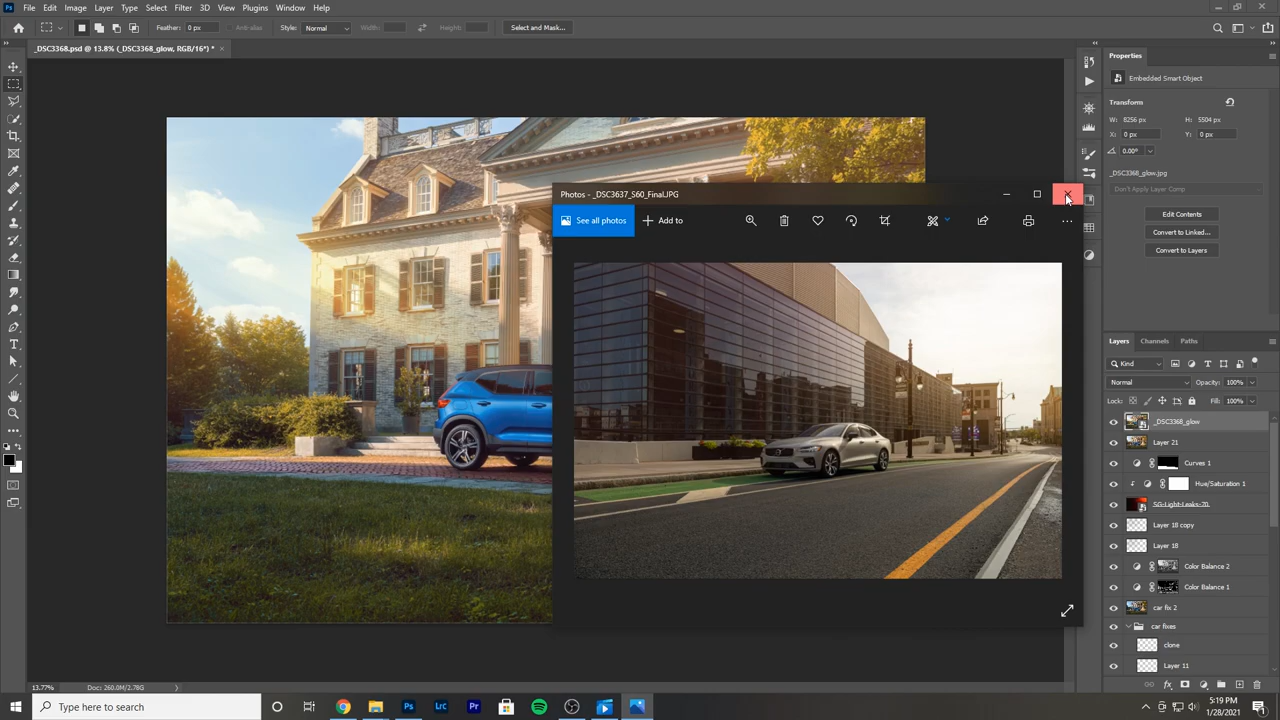 Ps File Edit Image Layer Type Select Filter 3D View Plugins Window Help
Feather: 0 px Anti-alias Style: Normal Width: Height: Select and Mask...
_DSC3368.psd @ 13.8% (_DSC3368_glow, RGB/16*) * ×
Properties
Embedded Smart Object
Transform
W: 8256 px H: 5504 px
X: 0 px Y: 0 px
0.00°
_DSC3368_glow.jpg
Don't Apply Layer Comp
Edit Contents
Convert to Linked...
Convert to Layers
Photos - _DSC3637_S60_Final.JPG
See all photos Add to
Layers Channels Paths
Kind
Normal Opacity: 100%
Lock: Fill: 100%
_DSC3368_glow
Layer 21
Curves 1
Hue/Saturation 1
SG-Light-Leaks-20
Layer 18 copy
Layer 18
Color Balance 2
Color Balance 1
car fix 2
car fixes
clone
Layer 11
13.77% Doc: 260.0M/2.78G
Type here to search
Ps LrC Pr
5:19 PM
1/28/2021